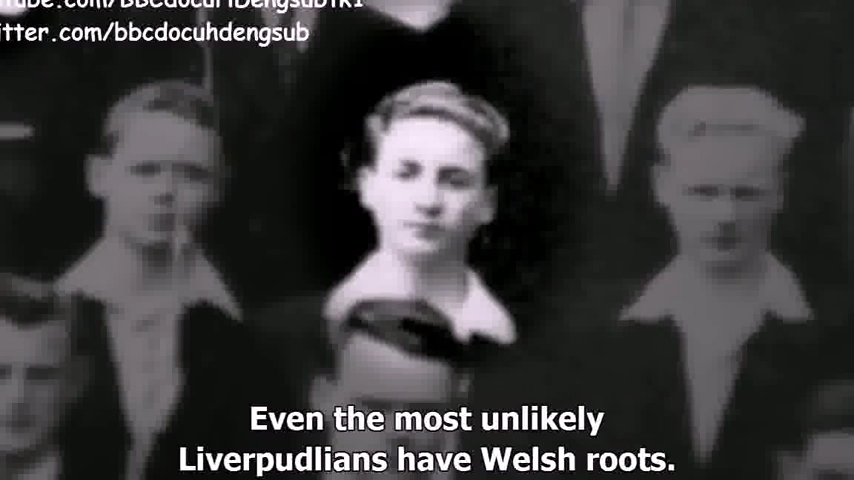 itter.com/bbcdocuhdengsub
Even the most unlikely
Liverpudlians have Welsh roots.